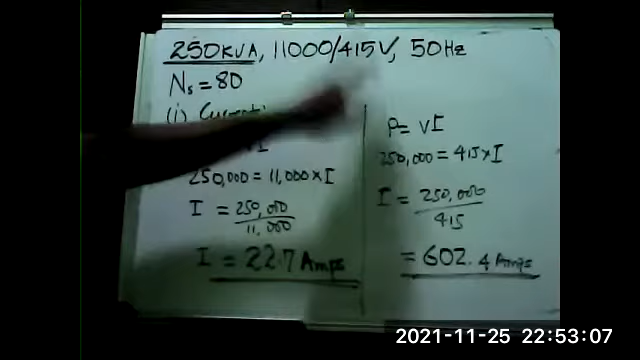 250KVA, 11000/415V, 50Hz
Ns = 80
(i) Current
I
250,000 = 11,000 x I
I = 250,000
11,000
I = 22.7 Amps
P = VI
250,000 = 415 x I
I = 250,000
415
= 602.4 Amps
2021-11-25 22:53:07